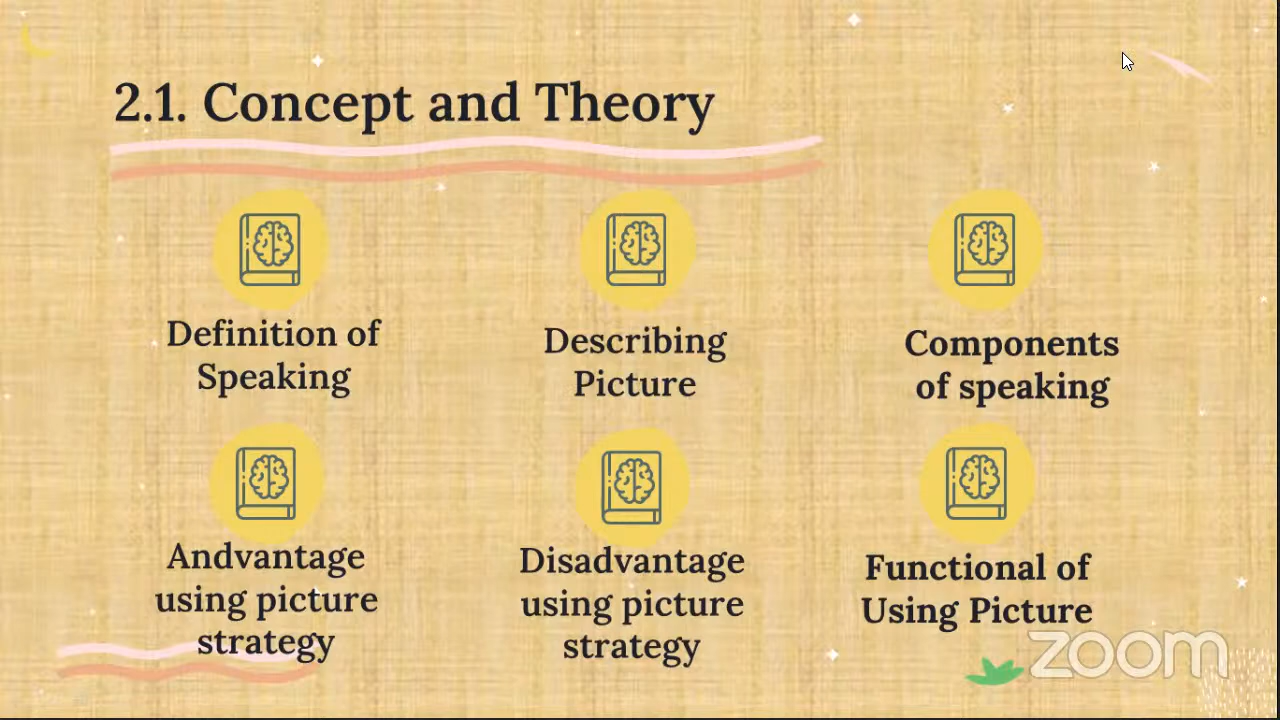 2.1. Concept and Theory
Definition of
Speaking
Describing
Picture
Components
of speaking
Andvantage
using picture
strategy
Disadvantage
using picture
strategy
Functional of
Using Picture
zoom